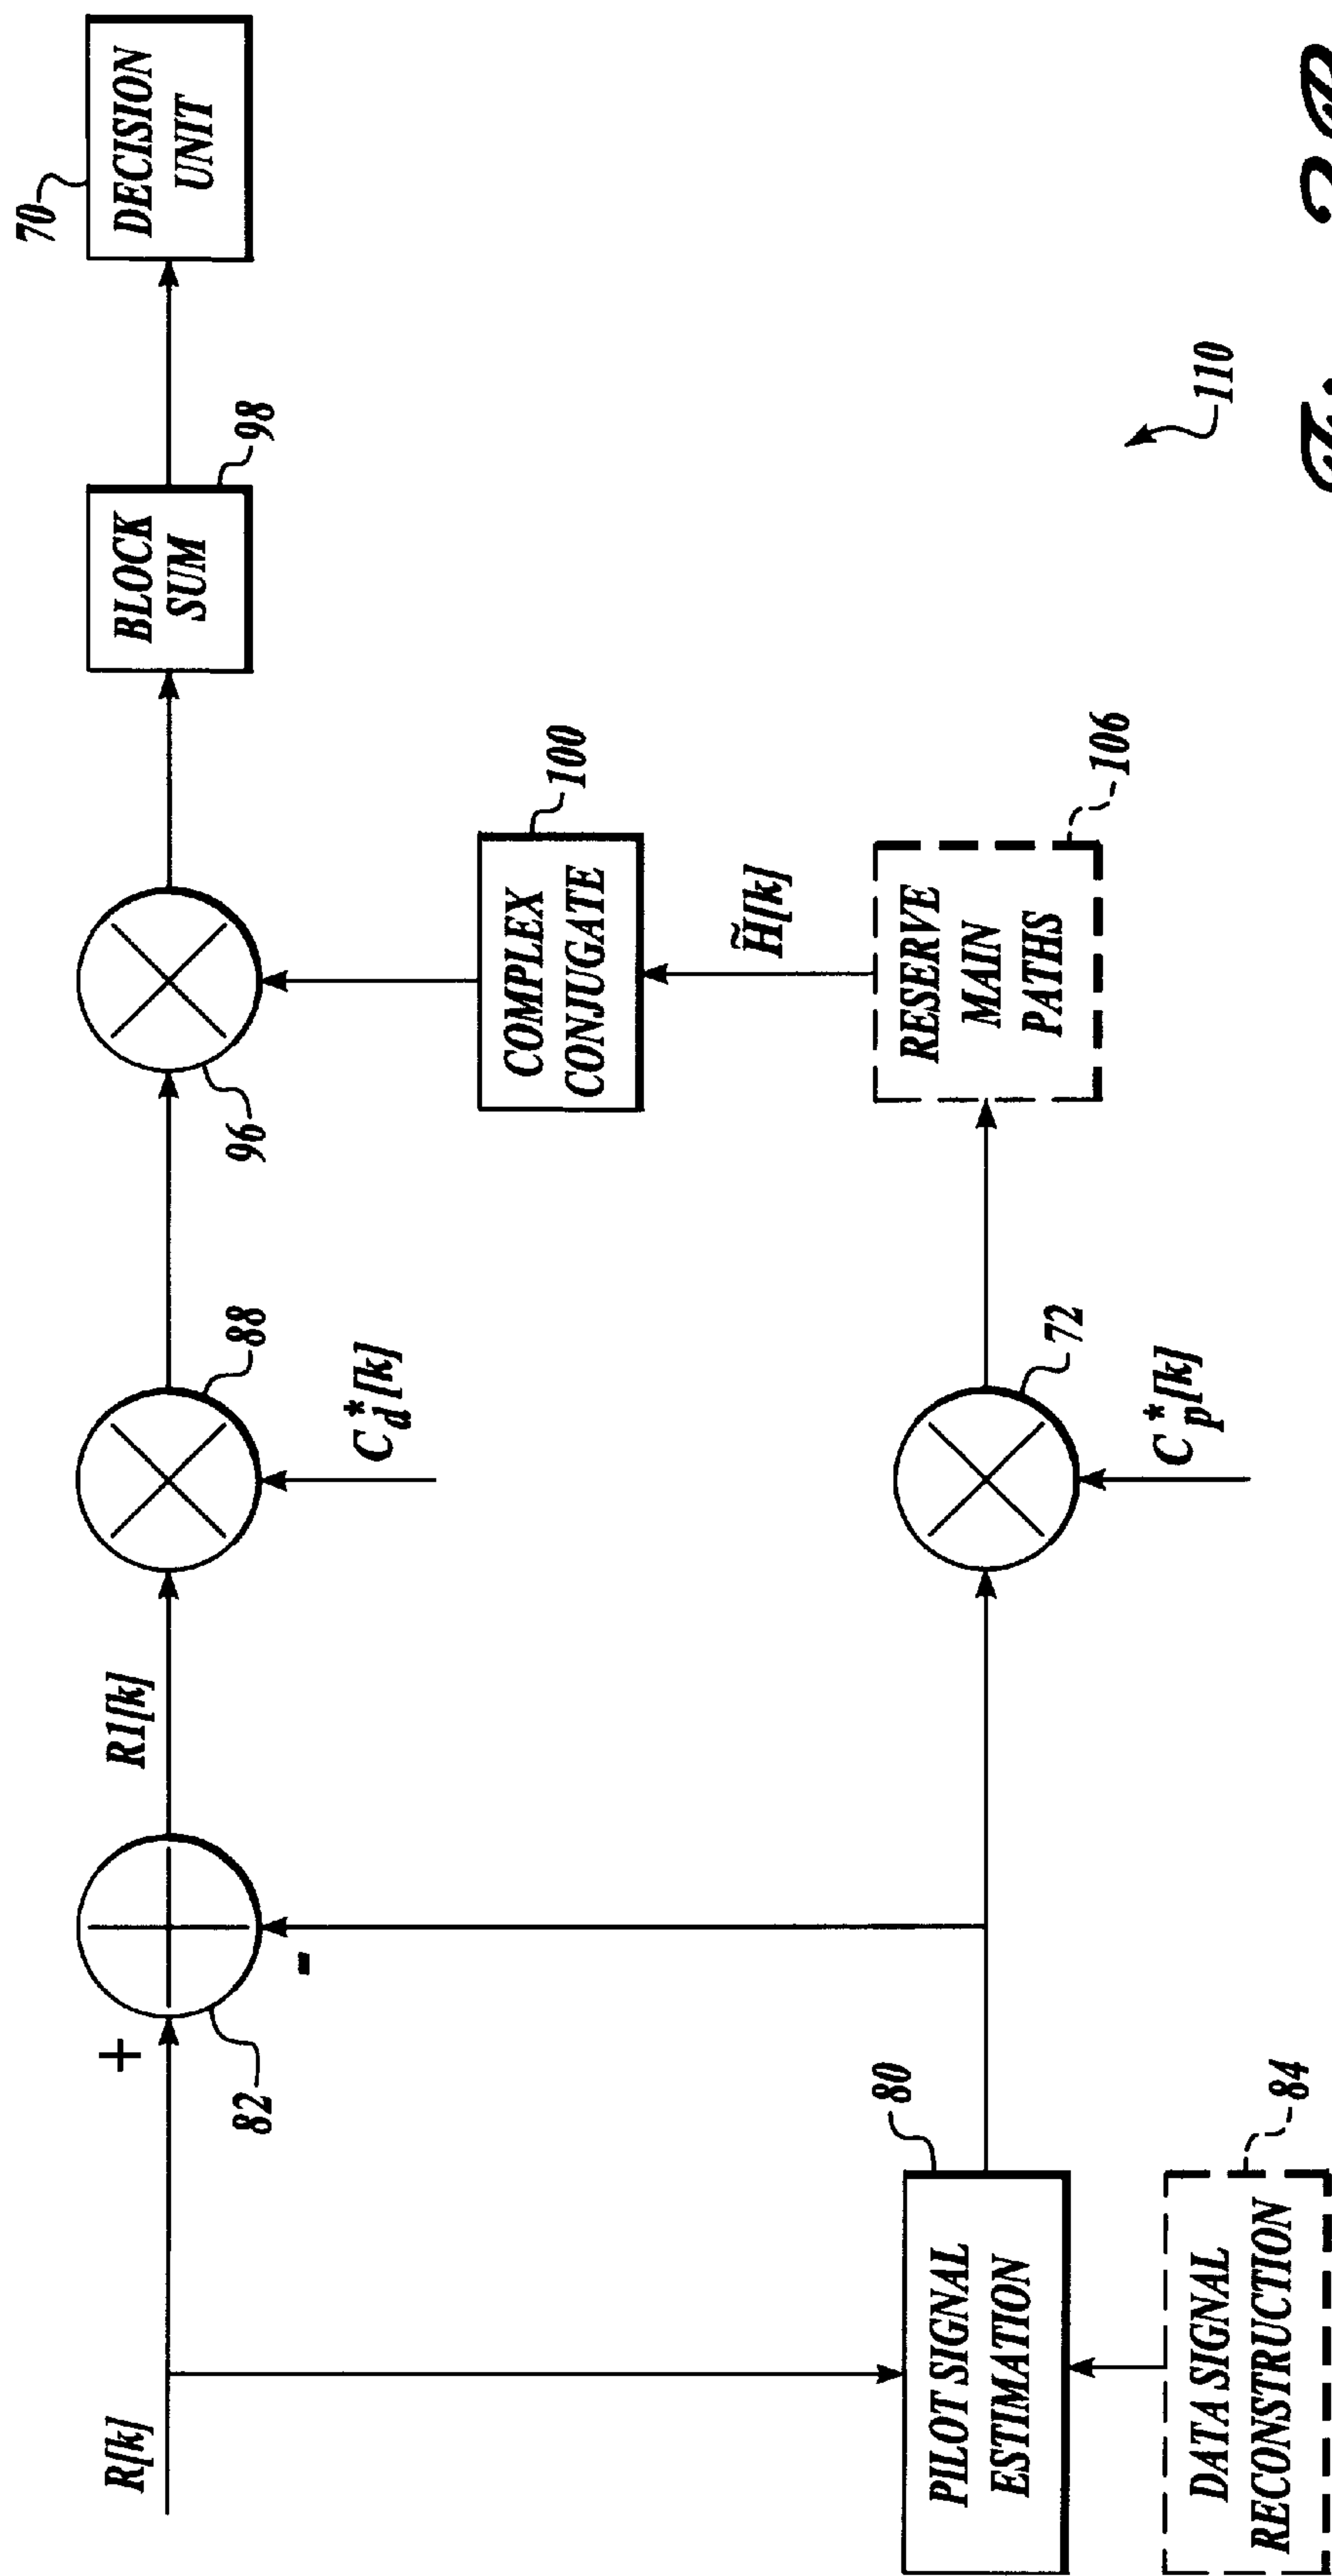 R[k]
+
-
82
R1[k]
88
C*d[k]
96
BLOCK
SUM
98
70
DECISION
UNIT
COMPLEX
CONJUGATE
100
H̃[k]
RESERVE
MAIN
PATHS
106
PILOT SIGNAL
ESTIMATION
80
72
C*p[k]
DATA SIGNAL
RECONSTRUCTION
84
110